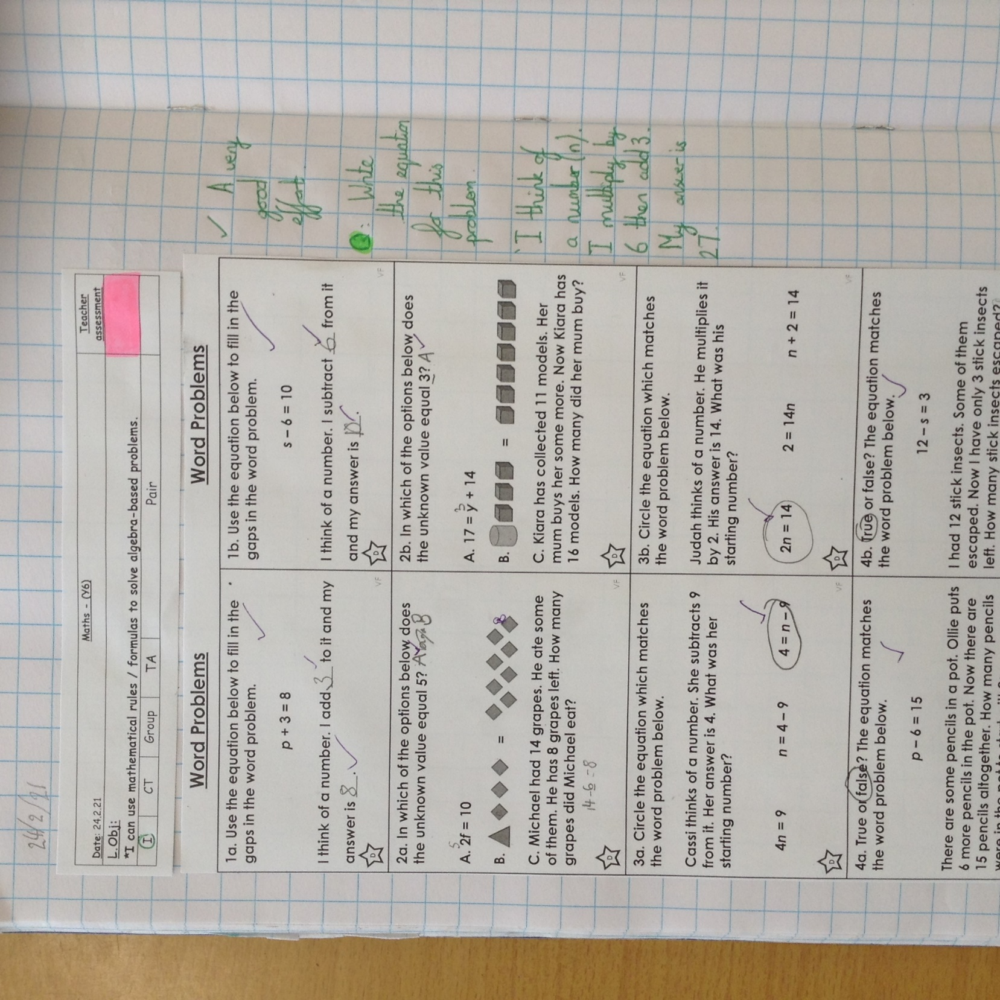 24/2/21
Maths - (Y6)
Date: 24.2.21
Teacher
assessment
L.Obj:
*I can use mathematical rules / formulas to solve algebra-based problems.
I CT Group TA Pair
Word Problems
1a. Use the equation below to fill in the
gaps in the word problem.
p + 3 = 8
I think of a number. I add 3 to it and my
answer is 8.
D
VF
2a. In which of the options below does
the unknown value equal 5? A B
5
A. 2f = 10
B. =
C. Michael had 14 grapes. He ate some
of them. He has 8 grapes left. How many
grapes did Michael eat?
14-6=8
D
VF
3a. Circle the equation which matches
the word problem below.
Cassi thinks of a number. She subtracts 9
from it. Her answer is 4. What was her
starting number?
4n = 9 n = 4 – 9 4 = n – 9
D
VF
4a. True or false? The equation matches
the word problem below.
p – 6 = 15
There are some pencils in a pot. Ollie puts
6 more pencils in the pot. Now there are
15 pencils altogether. How many pencils
were in the pot to
Word Problems
1b. Use the equation below to fill in the
gaps in the word problem.
s – 6 = 10
I think of a number. I subtract 6 from it
and my answer is 10.
D
VF
2b. In which of the options below does
the unknown value equal 3? A
3
A. 17 = y + 14
B. =
C. Kiara has collected 11 models. Her
mum buys her some more. Now Kiara has
16 models. How many did her mum buy?
D
VF
3b. Circle the equation which matches
the word problem below.
Judah thinks of a number. He multiplies it
by 2. His answer is 14. What was his
starting number?
2n = 14 2 = 14n n + 2 = 14
D
VF
4b. True or false? The equation matches
the word problem below.
12 – s = 3
I had 12 stick insects. Some of them
escaped. Now I have only 3 stick insects
left. How many stick insects escaped?
A very
good
effort.
Q: Write
the equation
for this
problem.
'I think of
a number (n).
I multiply by
6 then add 3.
My answer is
27.